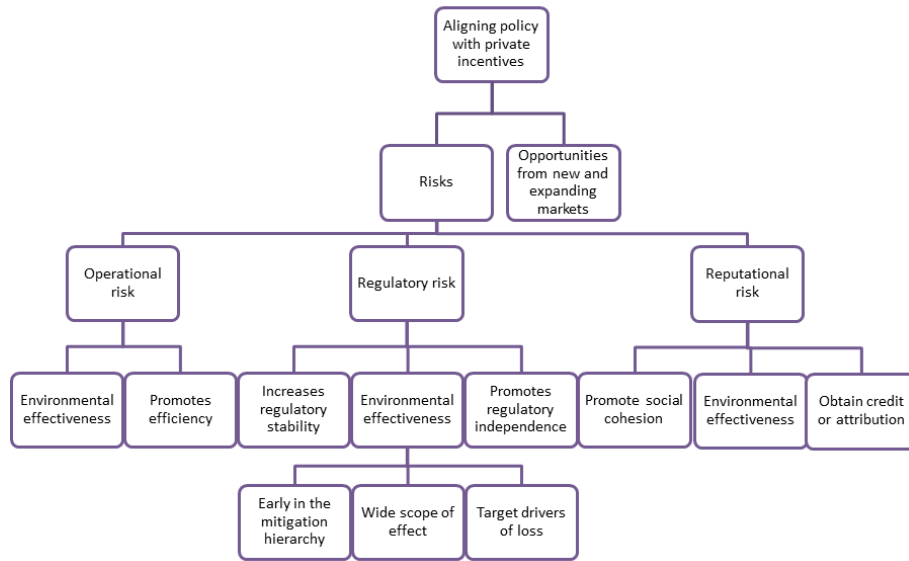 Aligning policy
with private
incentives
Risks
Opportunities
from new and
expanding
markets
Operational
risk
Regulatory risk
Reputational
risk
Environmental
effectiveness
Promotes
efficiency
Increases
regulatory
stability
Environmental
effectiveness
Promotes
regulatory
independence
Promote social
cohesion
Environmental
effectiveness
Obtain credit
or attribution
Early in the
mitigation
hierarchy
Wide scope of
effect
Target drivers
of loss